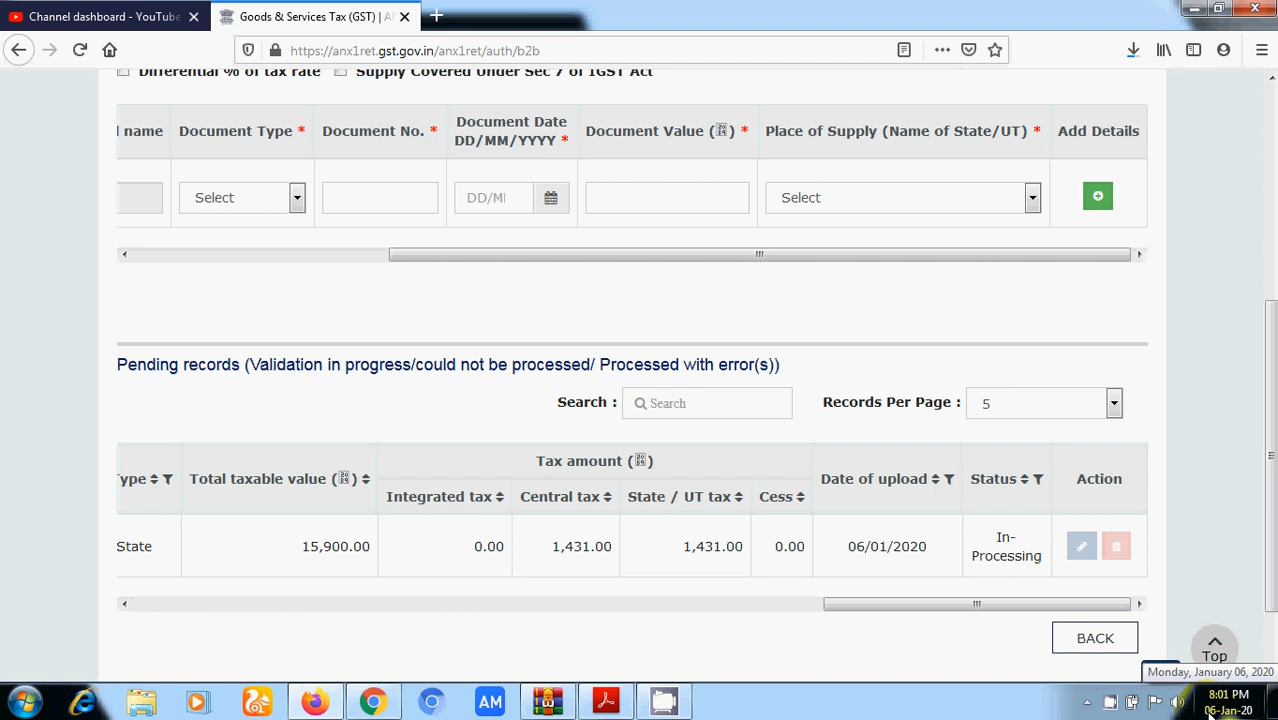 Channel dashboard - YouTube
Goods & Services Tax (GST) | A
https://anx1ret.gst.gov.in/anx1ret/auth/b2b
Differential % of tax rate
Supply Covered Under Sec 7 of IGST Act
name
Document Type *
Document No. *
Document Date
DD/MM/YYYY *
Document Value ( ) *
Place of Supply (Name of State/UT) *
Add Details
Select
DD/MI
Select
Pending records (Validation in progress/could not be processed/ Processed with error(s))
Search :
Search
Records Per Page :
5
Type
Total taxable value ( )
Tax amount ( )
Integrated tax
Central tax
State / UT tax
Cess
Date of upload
Status
Action
State
15,900.00
0.00
1,431.00
1,431.00
0.00
06/01/2020
In-
Processing
BACK
Top
Monday, January 06, 2020
AM
8:01 PM
06-Jan-20